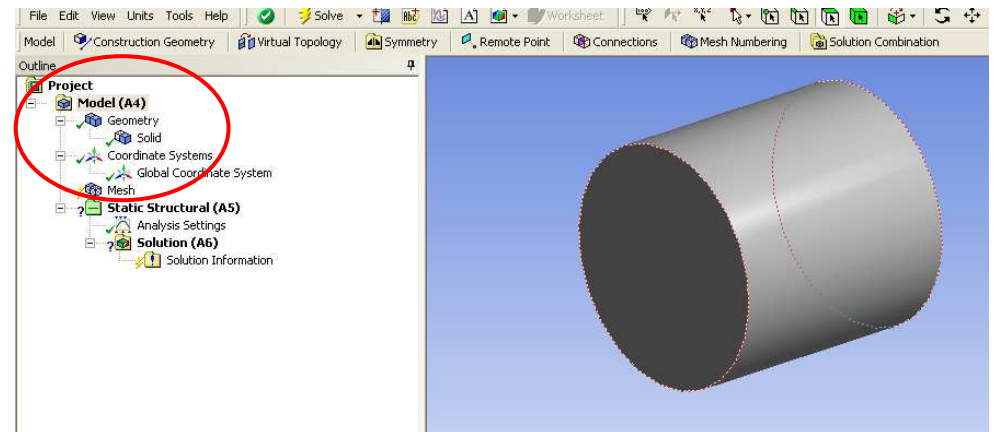 File Edit View Units Tools Help Solve Worksheet
Model Construction Geometry Virtual Topology Symmetry Remote Point Connections Mesh Numbering Solution Combination
Outline
Project
Model (A4)
Geometry
Solid
Coordinate Systems
Global Coordinate System
Mesh
Static Structural (A5)
Analysis Settings
Solution (A6)
Solution Information